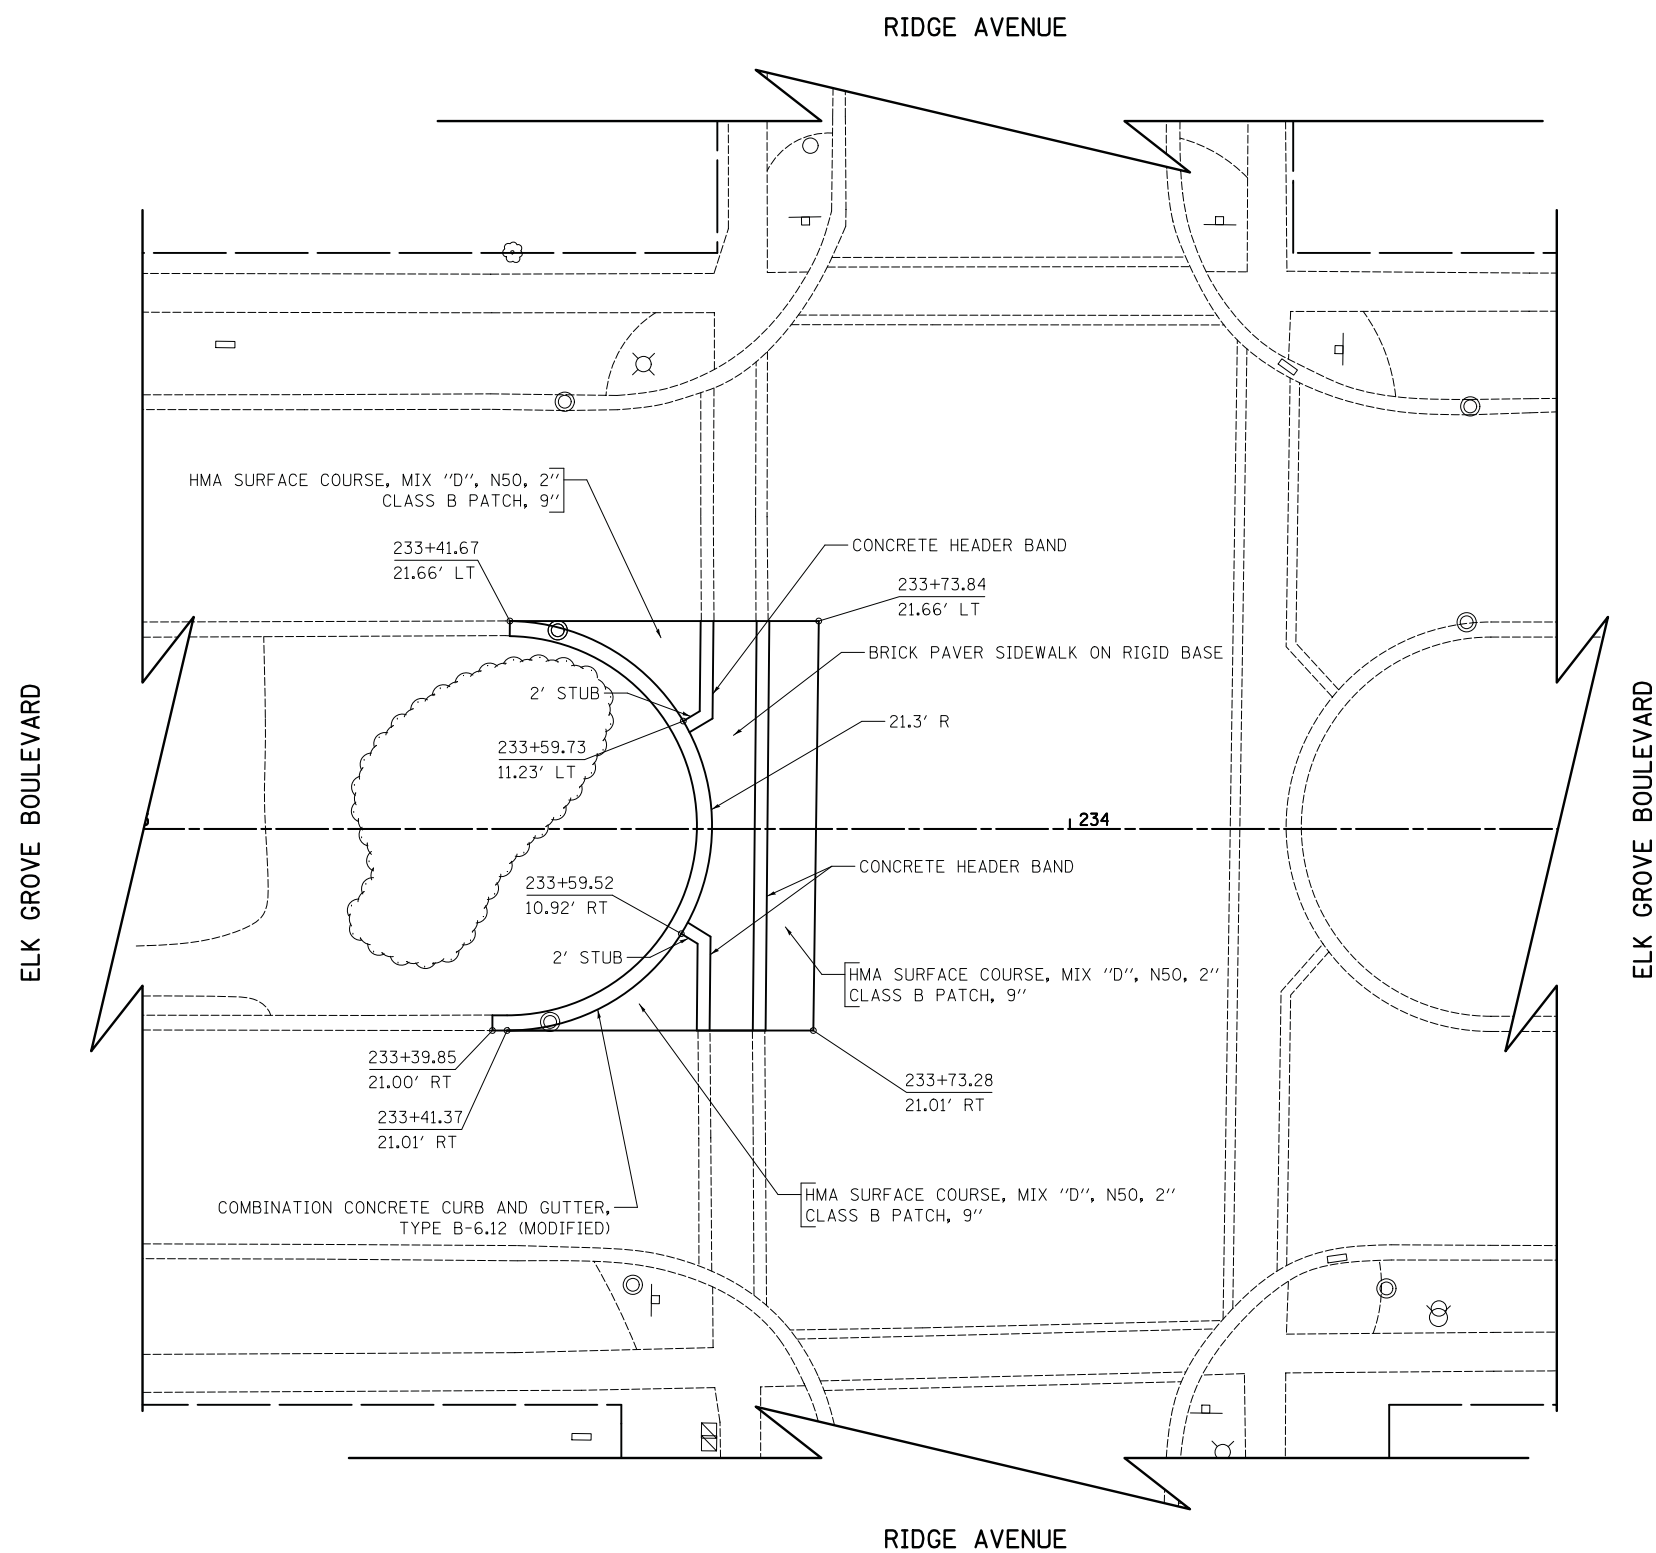 RIDGE AVENUE
HMA SURFACE COURSE, MIX "D", N50, 2"
CLASS B PATCH, 9"
233+41.67
21.66' LT
CONCRETE HEADER BAND
233+73.84
21.66' LT
BRICK PAVER SIDEWALK ON RIGID BASE
2' STUB
21.3' R
233+59.73
11.23' LT
ELK GROVE BOULEVARD
ELK GROVE BOULEVARD
234
CONCRETE HEADER BAND
233+59.52
10.92' RT
2' STUB
HMA SURFACE COURSE, MIX "D", N50, 2"
CLASS B PATCH, 9"
233+39.85
21.00' RT
233+73.28
21.01' RT
233+41.37
21.01' RT
HMA SURFACE COURSE, MIX "D", N50, 2"
CLASS B PATCH, 9"
COMBINATION CONCRETE CURB AND GUTTER,
TYPE B-6.12 (MODIFIED)
RIDGE AVENUE